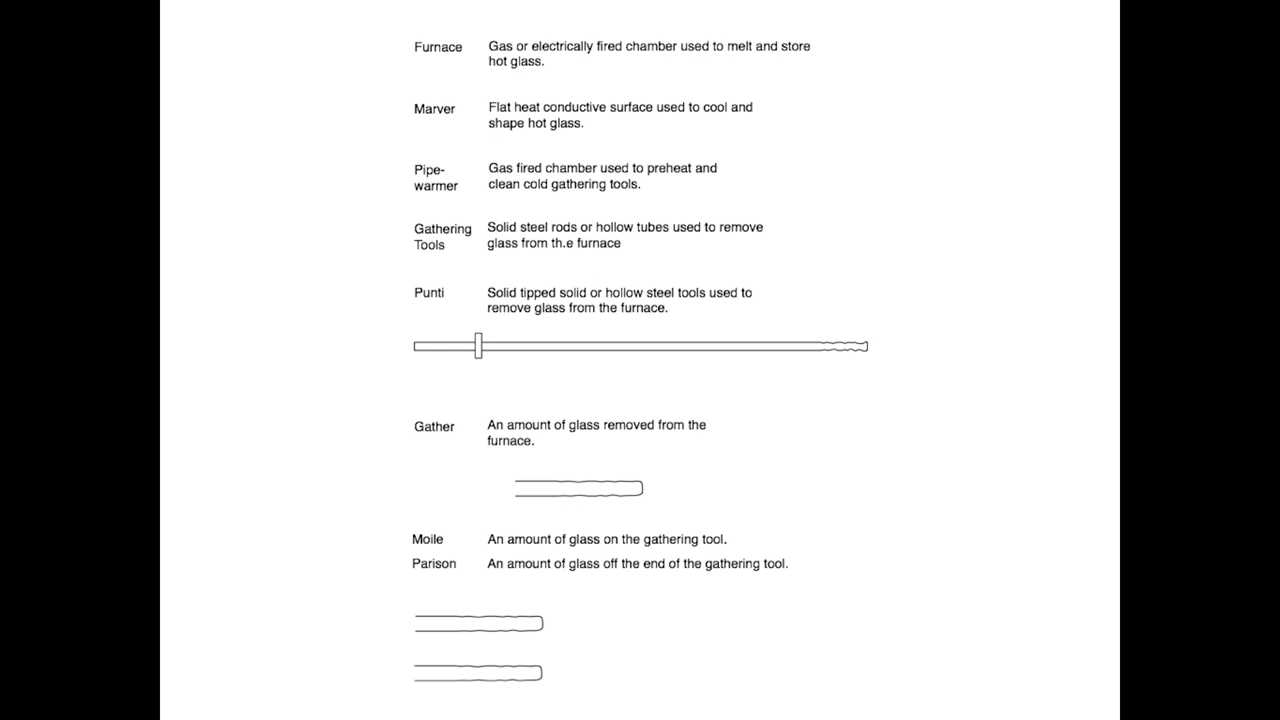 Furnace Gas or electrically fired chamber used to melt and store
hot glass.
Marver Flat heat conductive surface used to cool and
shape hot glass.
Pipe- Gas fired chamber used to preheat and
warmer clean cold gathering tools.
Gathering Solid steel rods or hollow tubes used to remove
Tools glass from th.e furnace
Punti Solid tipped solid or hollow steel tools used to
remove glass from the furnace.
Gather An amount of glass removed from the
furnace.
Moile An amount of glass on the gathering tool.
Parison An amount of glass off the end of the gathering tool.